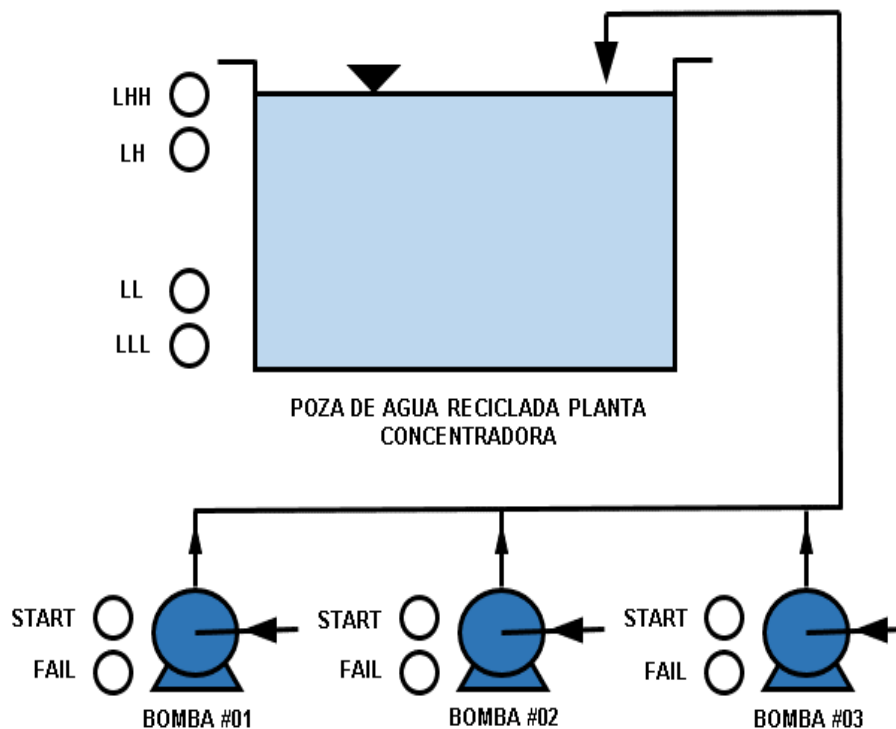 LHH
LH
LL
LLL
POZA DE AGUA RECICLADA PLANTA
CONCENTRADORA
START
FAIL
BOMBA #01
START
FAIL
BOMBA #02
START
FAIL
BOMBA #03